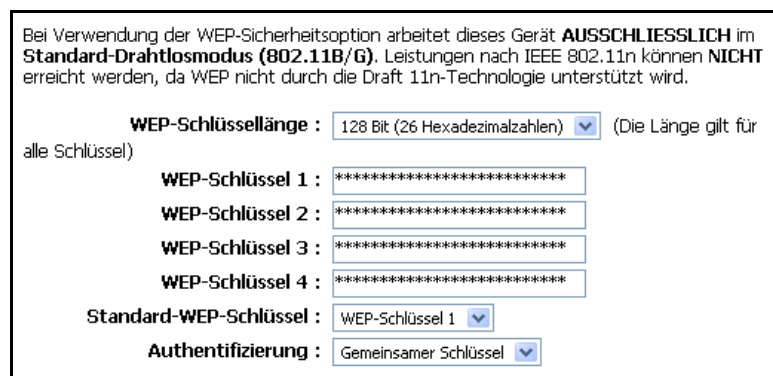 Bei Verwendung der WEP-Sicherheitsoption arbeitet dieses Gerät AUSSCHLIESSLICH im
Standard-Drahtlosmodus (802.11B/G). Leistungen nach IEEE 802.11n können NICHT
erreicht werden, da WEP nicht durch die Draft 11n-Technologie unterstützt wird.
WEP-Schlüssellänge : 128 Bit (26 Hexadezimalzahlen) (Die Länge gilt für
alle Schlüssel)
WEP-Schlüssel 1 : **************************
WEP-Schlüssel 2 : **************************
WEP-Schlüssel 3 : **************************
WEP-Schlüssel 4 : **************************
Standard-WEP-Schlüssel : WEP-Schlüssel 1
Authentifizierung : Gemeinsamer Schlüssel